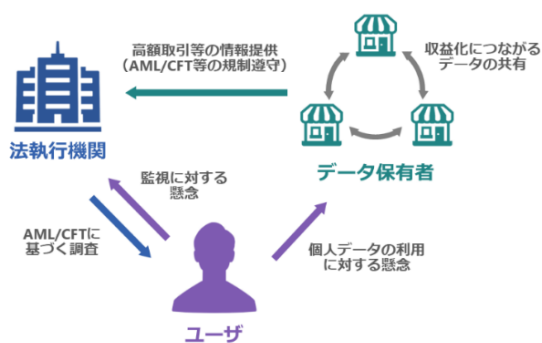 高額取引等の情報提供
（AML/CFT等の規制遵守）
収益化につながる
データの共有
法執行機関
データ保有者
監視に対する
懸念
AML/CFTに
基づく調査
個人データの利用
に対する懸念
ユーザ